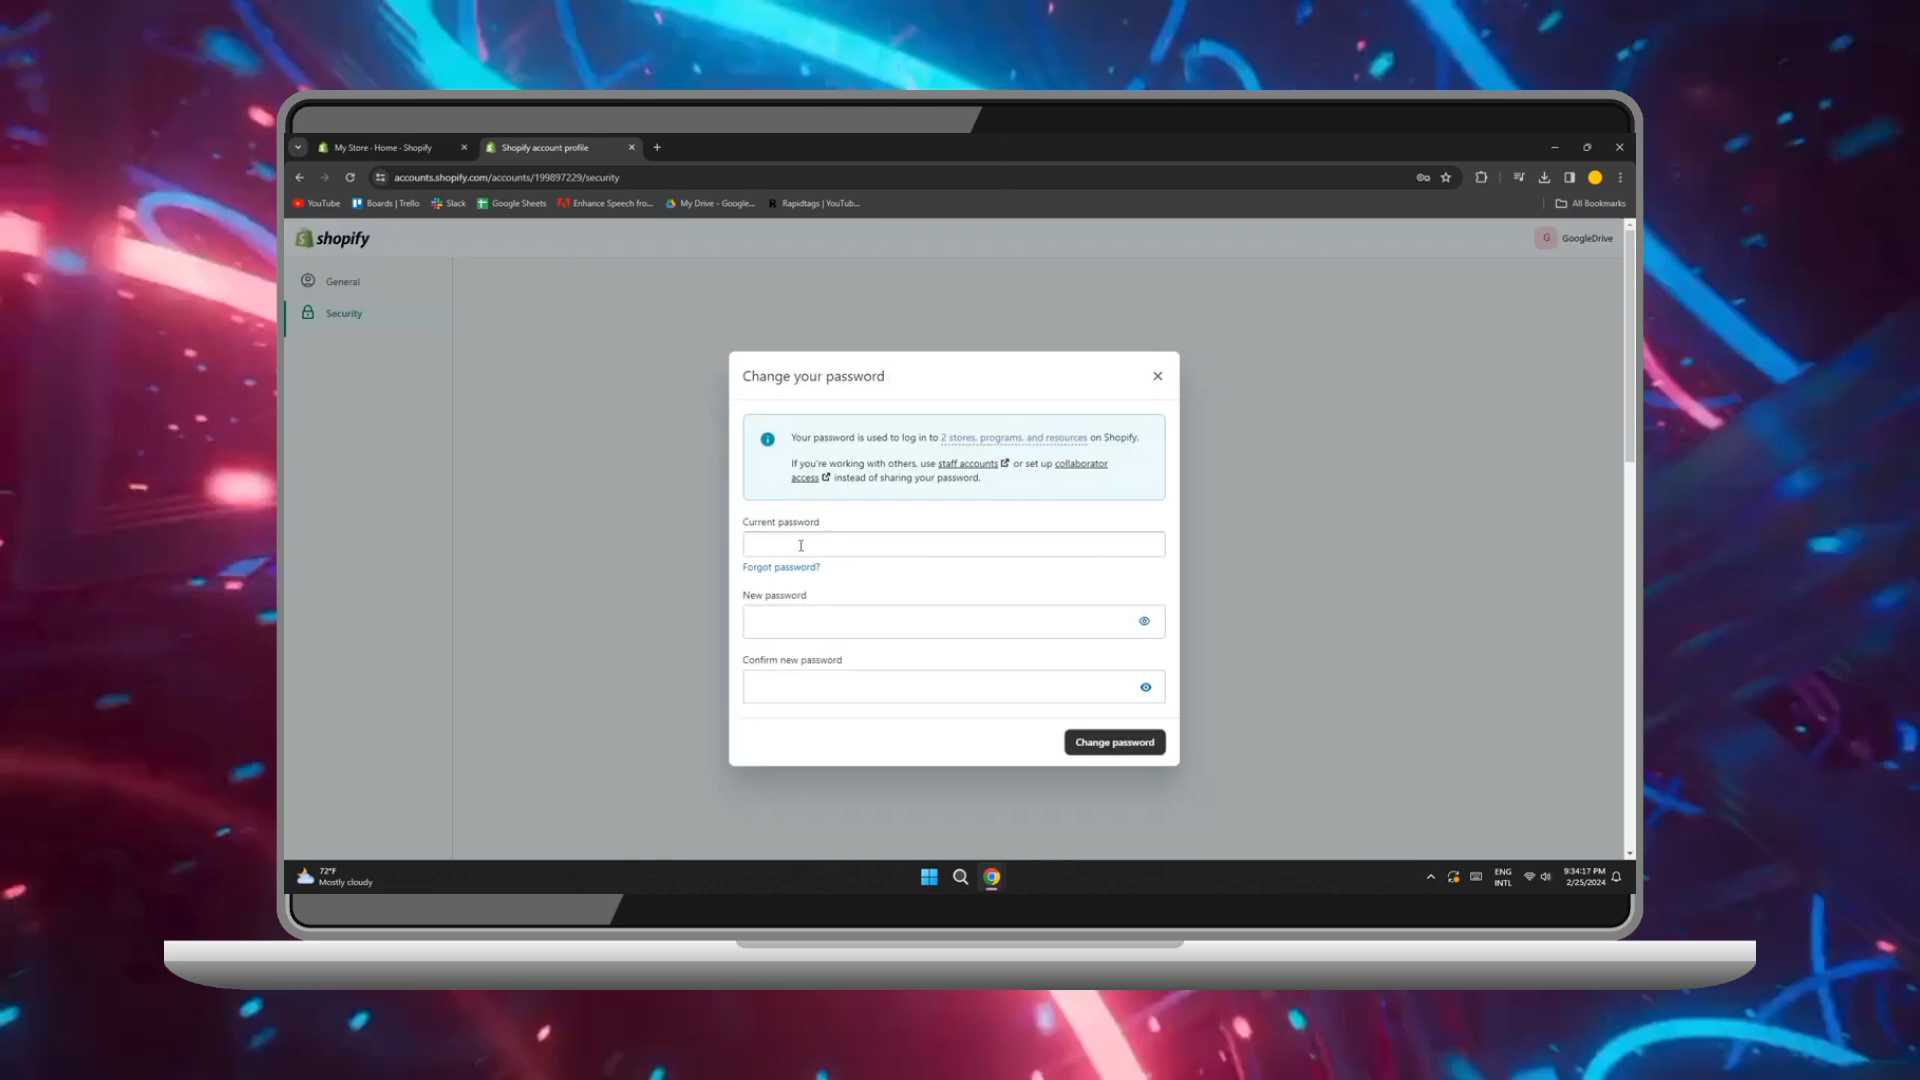 My Store · Home · Shopify
Shopify account profile
accounts.shopify.com/accounts/199897229/security
YouTube
Boards | Trello
Slack
Google Sheets
Enhance Speech fro...
My Drive - Google...
R Rapidtags | YouTub...
All Bookmarks
shopify
G GoogleDrive
General
Security
Change your password
Your password is used to log in to 2 stores, programs, and resources on Shopify.
If you're working with others, use staff accounts or set up collaborator
access instead of sharing your password.
Current password
Forgot password?
New password
Confirm new password
Change password
72°F
Mostly cloudy
ENG
INTL
9:34:17 PM
2/25/2024